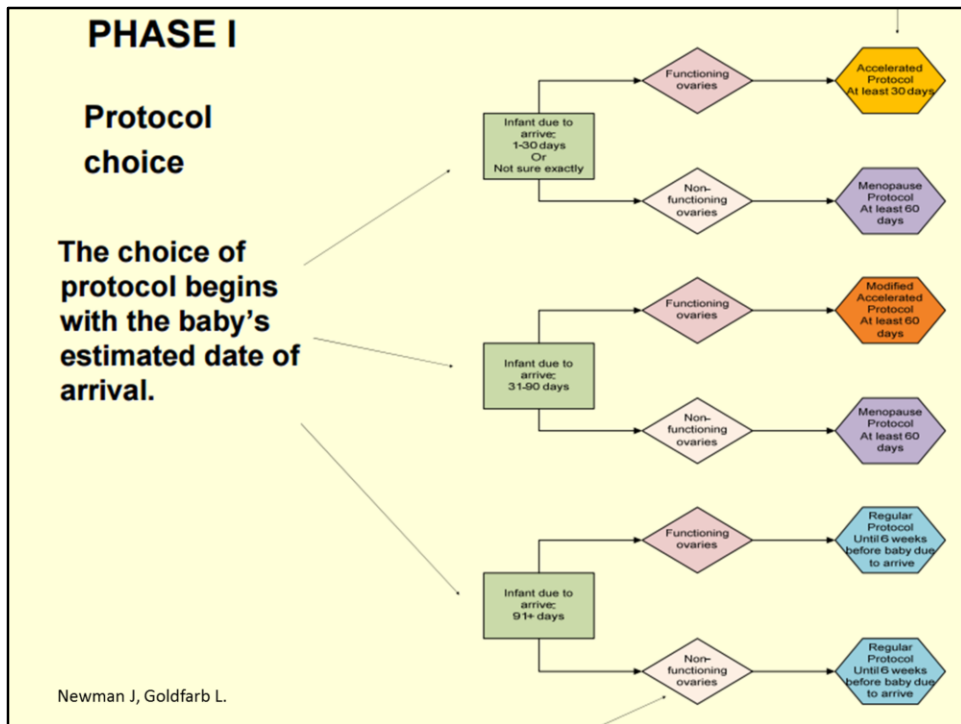 PHASE I
Protocol
choice
The choice of
protocol begins
with the baby's
estimated date of
arrival.
Infant due to
arrive;
1-30 days
Or
Not sure exactly
Functioning
ovaries
Accelerated
Protocol
At least 30 days
Non-
functioning
ovaries
Menopause
Protocol
At least 60
days
Infant due to
arrive;
31-90 days
Functioning
ovaries
Modified
Accelerated
Protocol
At least 60
days
Non-
functioning
ovaries
Menopause
Protocol
At least 60
days
Infant due to
arrive;
91+ days
Functioning
ovaries
Regular
Protocol
Until 6 weeks
before baby due
to arrive
Non-
functioning
ovaries
Regular
Protocol
Until 6 weeks
before baby due
to arrive
Newman J, Goldfarb L.